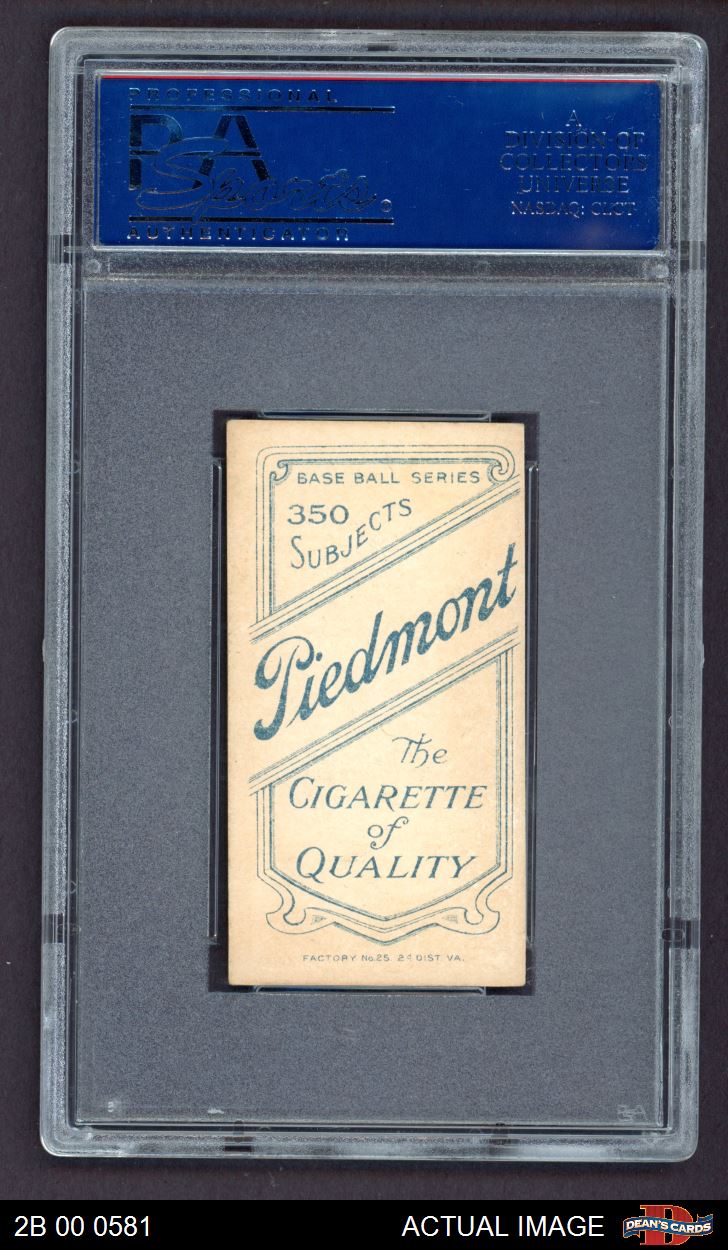 PROFESSIONAL
PSA
Sports
AUTHENTICATOR
A
DIVISION OF
COLLECTORS
UNIVERSE
NASDAQ: CLCT
BASE BALL SERIES
350
SUBJECTS
Piedmont
The
CIGARETTE
of
QUALITY
FACTORY No.25. 2d DIST. VA.
PSA
2B 00 0581
ACTUAL IMAGE
D
DEAN'S CARDS